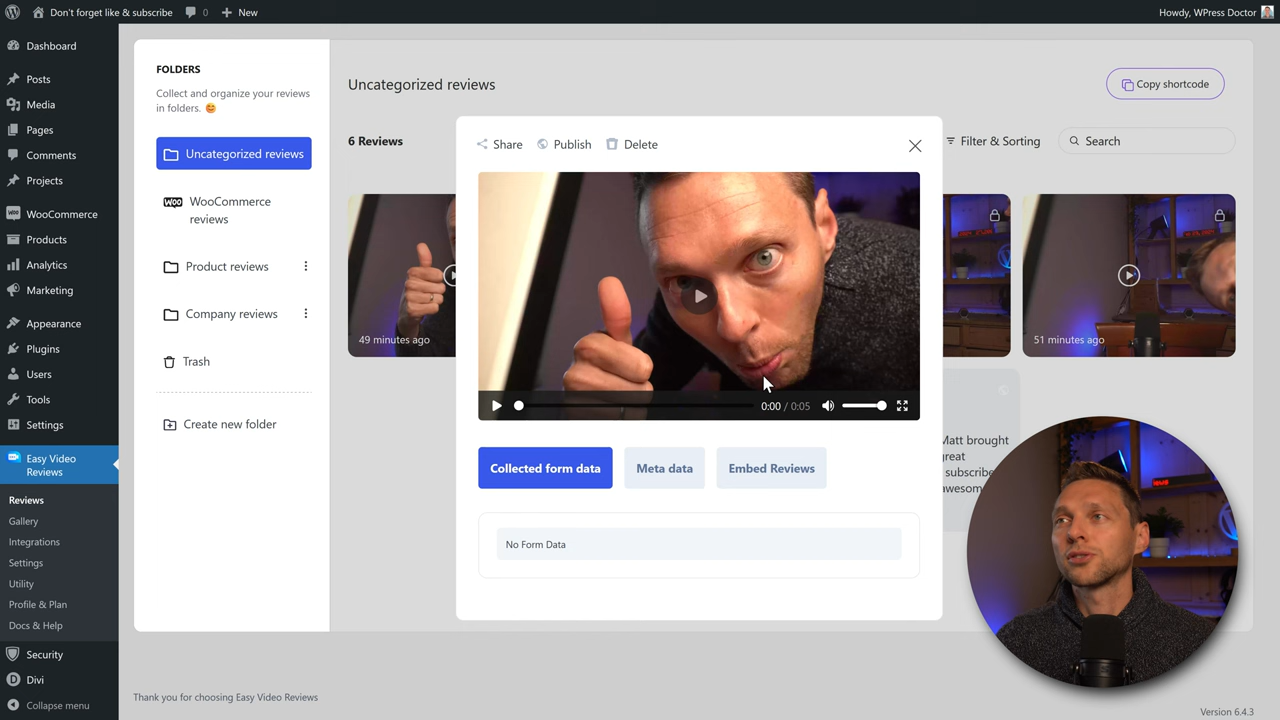 Don't forget like & subscribe
0
New
Howdy, WPress Doctor
Dashboard
Posts
Media
Pages
Comments
Projects
WooCommerce
Products
Analytics
Marketing
Appearance
Plugins
Users
Tools
Settings
Easy Video
Reviews
Reviews
Gallery
Integrations
Settings
Utility
Profile & Plan
Docs & Help
Security
Divi
Collapse menu
FOLDERS
Collect and organize your reviews
in folders. 😊
Uncategorized reviews
WOO
WooCommerce
reviews
Product reviews
Company reviews
Trash
Create new folder
Uncategorized reviews
Copy shortcode
6 Reviews
Filter & Sorting
Search
49 minutes ago
51 minutes ago
Matt brought
great
subscribe
awesom
Share
Publish
Delete
0:00 / 0:05
Collected form data
Meta data
Embed Reviews
No Form Data
Thank you for choosing Easy Video Reviews
Version 6.4.3